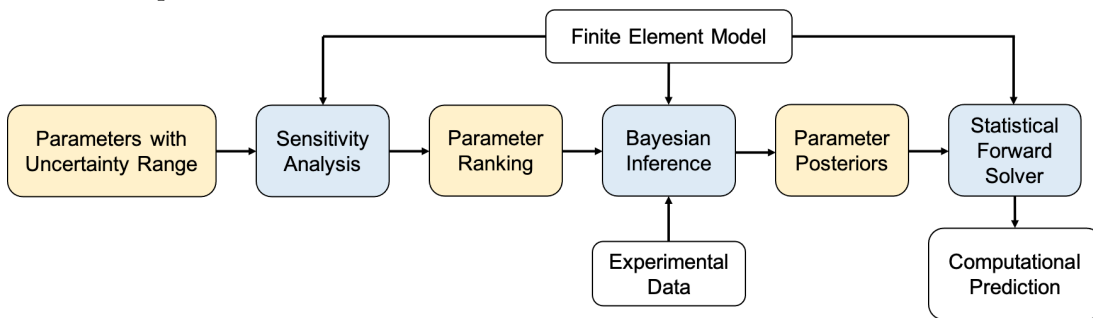 Finite Element Model
Parameters with
Uncertainty Range
Sensitivity
Analysis
Parameter
Ranking
Bayesian
Inference
Parameter
Posteriors
Statistical
Forward
Solver
Experimental
Data
Computational
Prediction